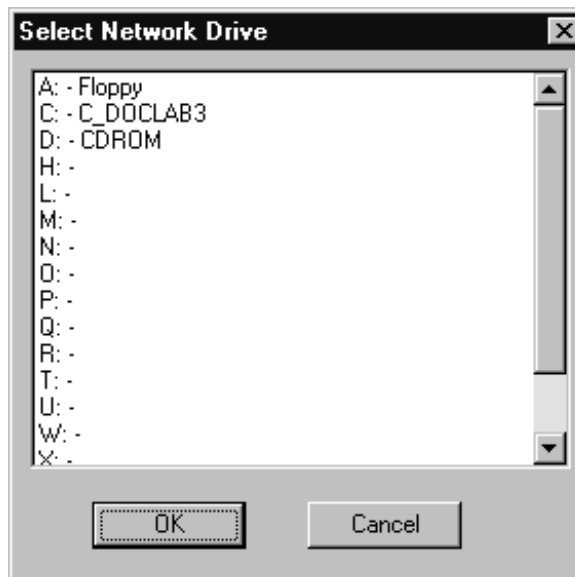 Select Network Drive
A: - Floppy
C: - C_DOCLAB3
D: - CDROM
H: -
L: -
M: -
N: -
O: -
P: -
Q: -
R: -
T: -
U: -
W: -
X: -
OK
Cancel